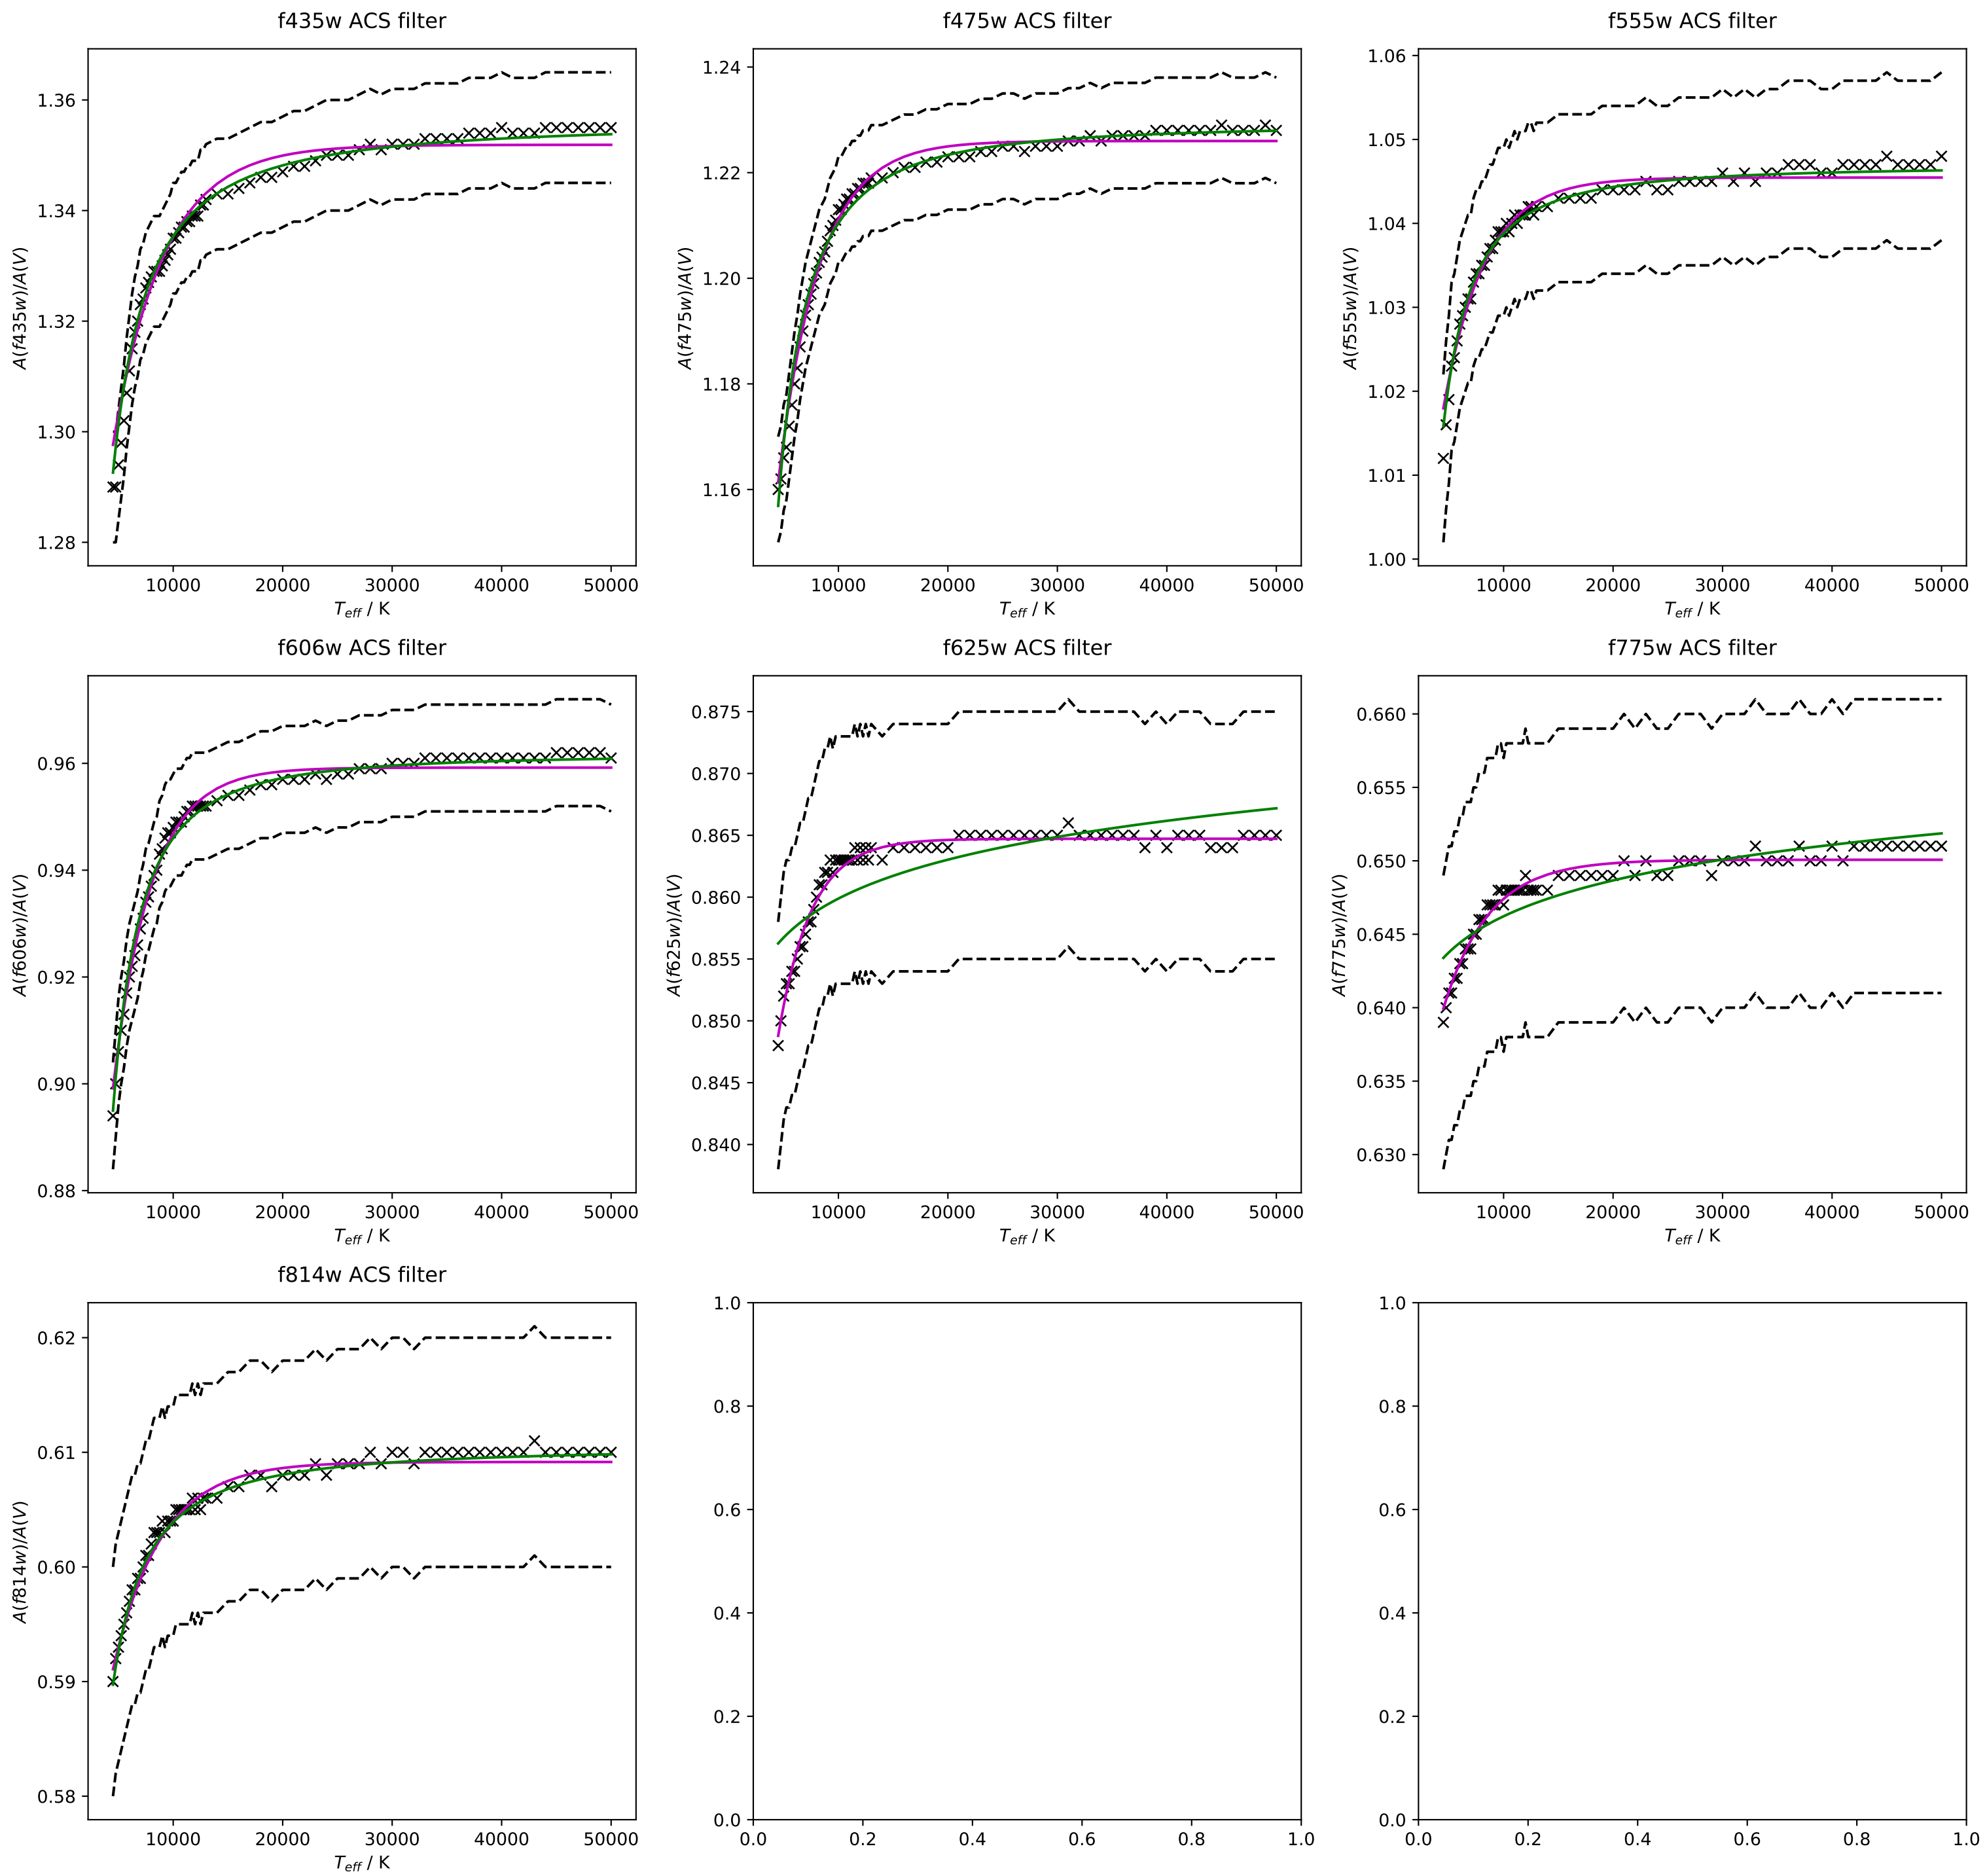 f435w ACS filter
f475w ACS filter
f555w ACS filter
1.36
1.34
1.32
1.30
1.28
A(f435w)/A(V)
10000 20000 30000 40000 50000
T_eff / K
1.24
1.22
1.20
1.18
1.16
A(f475w)/A(V)
10000 20000 30000 40000 50000
T_eff / K
1.06
1.05
1.04
1.03
1.02
1.01
1.00
A(f555w)/A(V)
10000 20000 30000 40000 50000
T_eff / K
f606w ACS filter
f625w ACS filter
f775w ACS filter
0.96
0.94
0.92
0.90
0.88
A(f606w)/A(V)
10000 20000 30000 40000 50000
T_eff / K
0.875
0.870
0.865
0.860
0.855
0.850
0.845
0.840
A(f625w)/A(V)
10000 20000 30000 40000 50000
T_eff / K
0.660
0.655
0.650
0.645
0.640
0.635
0.630
A(f775w)/A(V)
10000 20000 30000 40000 50000
T_eff / K
f814w ACS filter
0.62
0.61
0.60
0.59
0.58
A(f814w)/A(V)
10000 20000 30000 40000 50000
T_eff / K
1.0
0.8
0.6
0.4
0.2
0.0
0.0 0.2 0.4 0.6 0.8 1.0
1.0
0.8
0.6
0.4
0.2
0.0
0.0 0.2 0.4 0.6 0.8 1.0